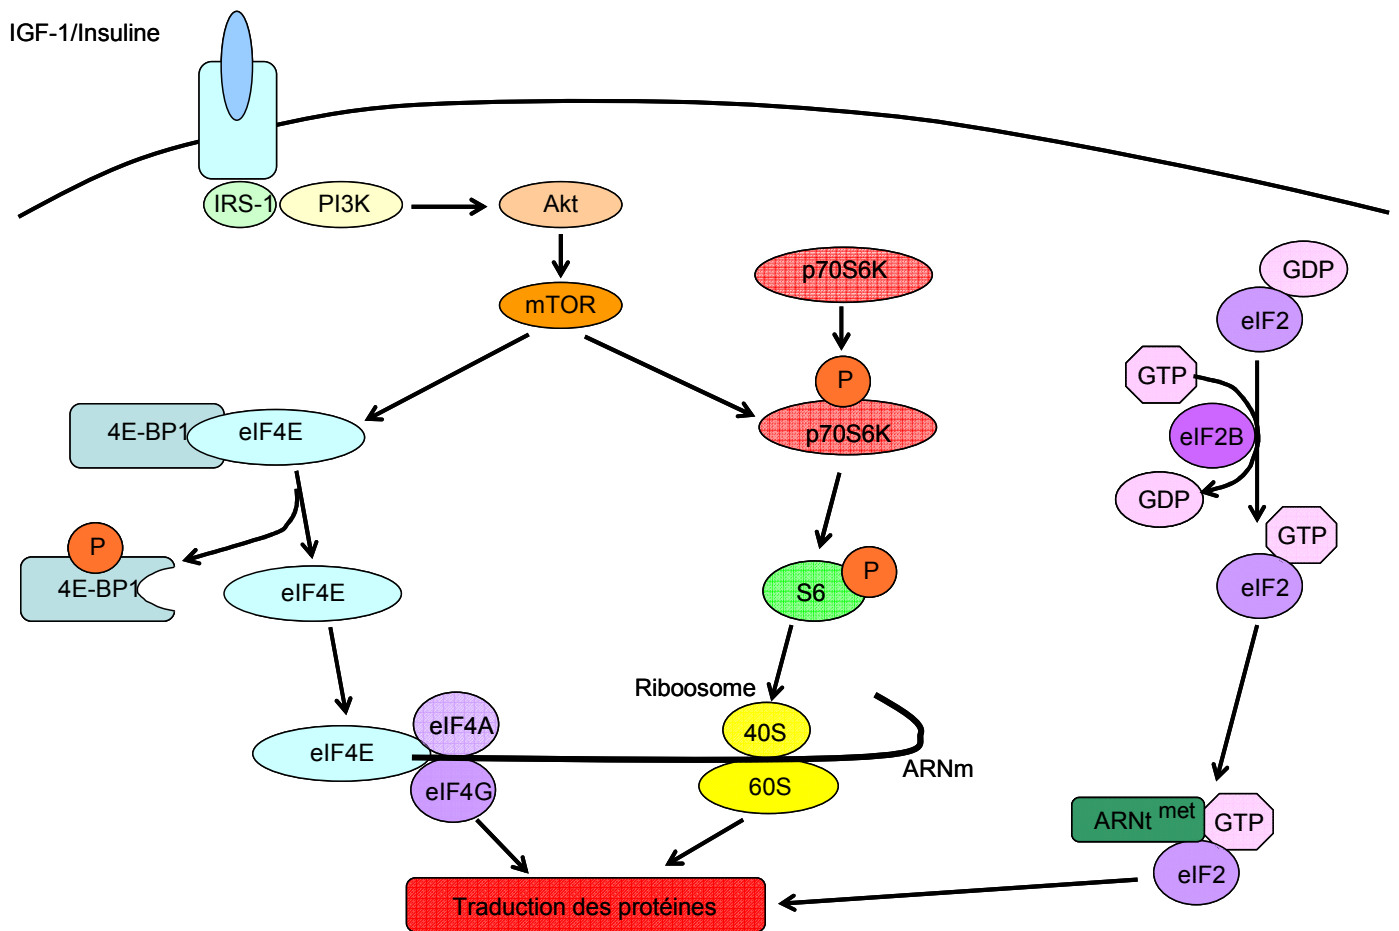 IGF-1/Insuline
IRS-1
PI3K
Akt
mTOR
p70S6K
P
p70S6K
4E-BP1
eIF4E
P
4E-BP1
eIF4E
S6
P
Riboosome
eIF4E
eIF4A
eIF4G
40S
60S
ARNm
GDP
eIF2
GTP
eIF2B
GDP
GTP
eIF2
ARNt met
GTP
eIF2
Traduction des protéines